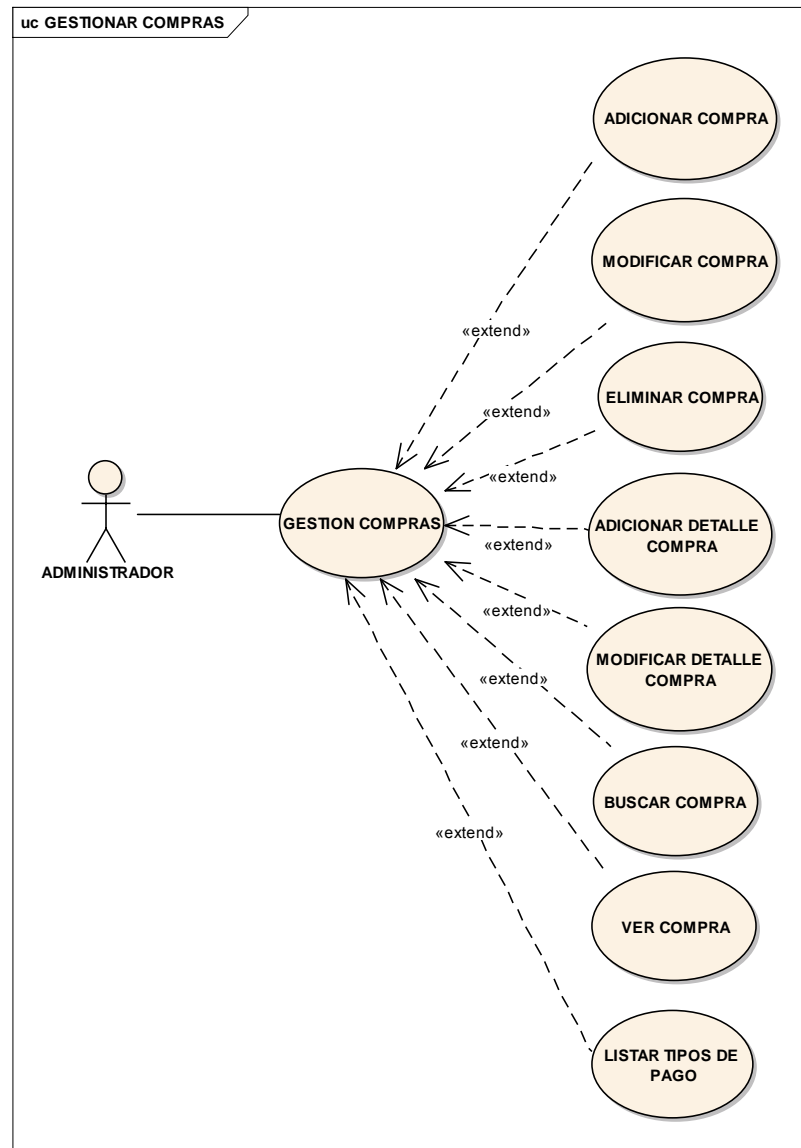 uc GESTIONAR COMPRAS
ADICIONAR COMPRA
MODIFICAR COMPRA
«extend»
ELIMINAR COMPRA
«extend»
«extend»
GESTION COMPRAS
ADICIONAR DETALLE
COMPRA
«extend»
ADMINISTRADOR
«extend»
MODIFICAR DETALLE
COMPRA
«extend»
«extend»
BUSCAR COMPRA
«extend»
VER COMPRA
LISTAR TIPOS DE
PAGO